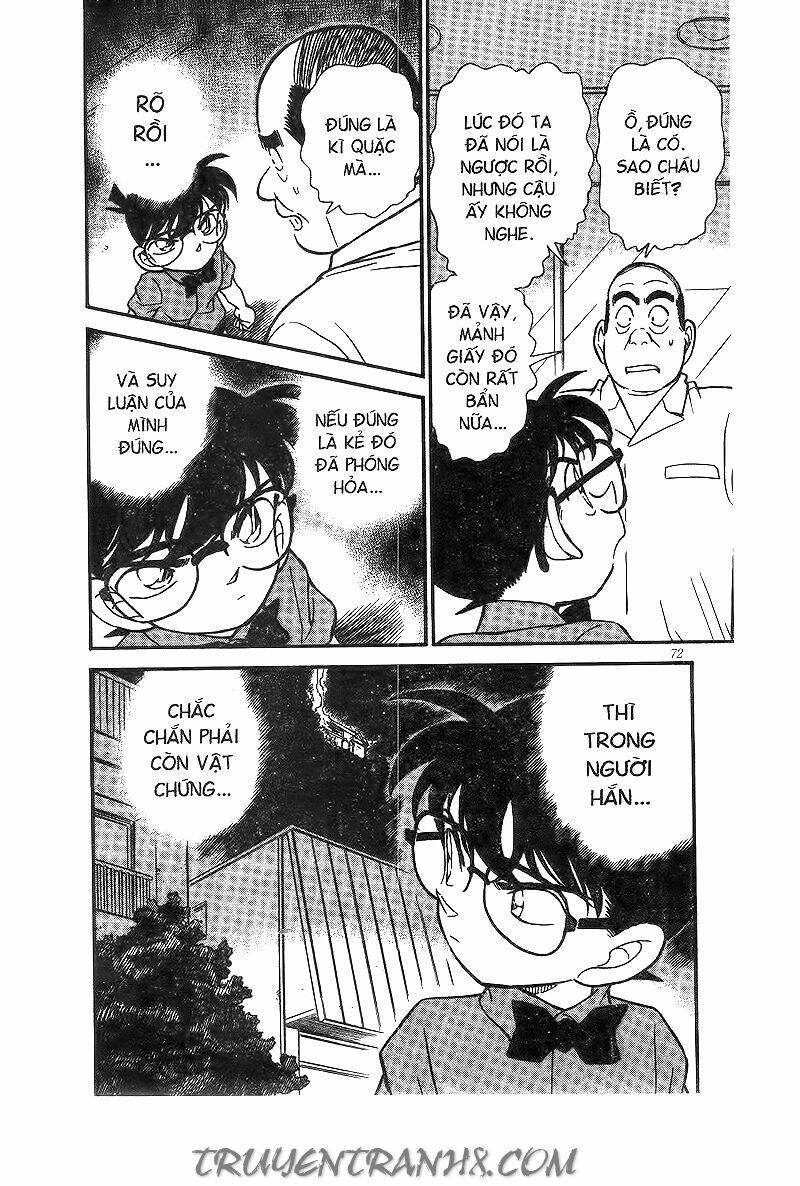 Ồ, ĐÚNG
LÀ CÓ.
SAO CHÁU
BIẾT?
LÚC ĐÓ TA
ĐÃ NÓI LÀ
NGƯỢC RỒI,
NHƯNG CẬU
ẤY KHÔNG
NGHE.
ĐÃ VẬY,
MẢNH
GIẤY ĐÓ
CÒN RẤT
BẨN
NỮA...
ĐÚNG LÀ
KÌ QUẶC
MÀ...
RÕ
RỒI
...
NẾU ĐÚNG
LÀ KẺ ĐÓ
ĐÃ PHÓNG
HỎA...
VÀ SUY
LUẬN CỦA
MÌNH
ĐÚNG...
72
THÌ
TRONG
NGƯỜI
HẮN...
CHẮC
CHẮN PHẢI
CÒN VẬT
CHỨNG...
TRUYENTRANH8.COM